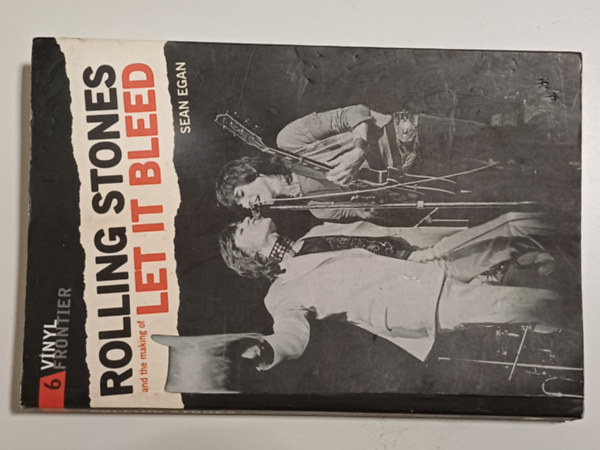 6 VINYL
FRONTIER
ROLLING STONES
and the making of LET IT BLEED
SEAN EGAN